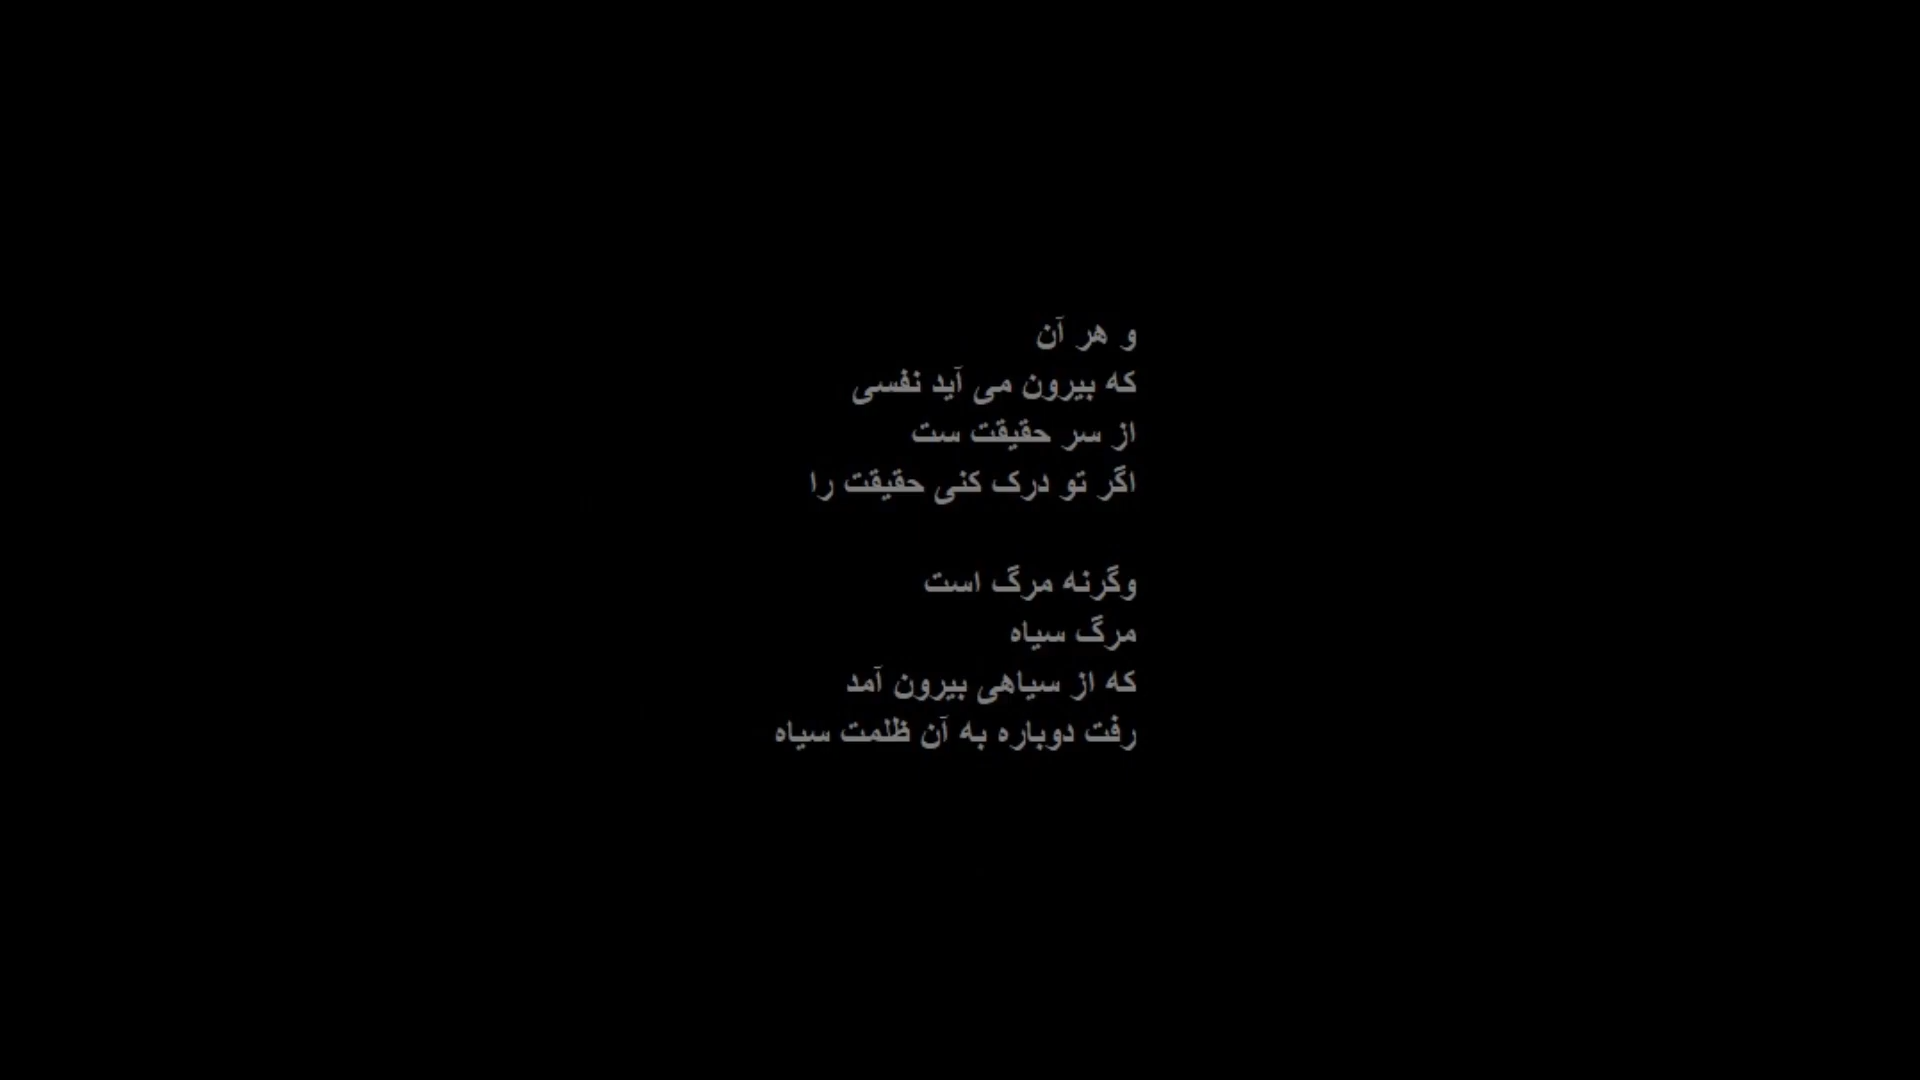 و هر آن
که بیرون می آید نفسی
از سر حقیقت ست
اگر تو درک کنی حقیقت را
وگرنه مرگ است
مرگ سیاه
که از سیاهی بیرون آمد
رفت دوباره به آن ظلمت سیاه